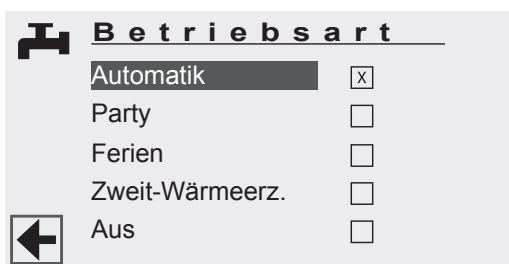 Betriebsart
Automatik X
Party
Ferien
Zweit-Wärmeerz.
Aus